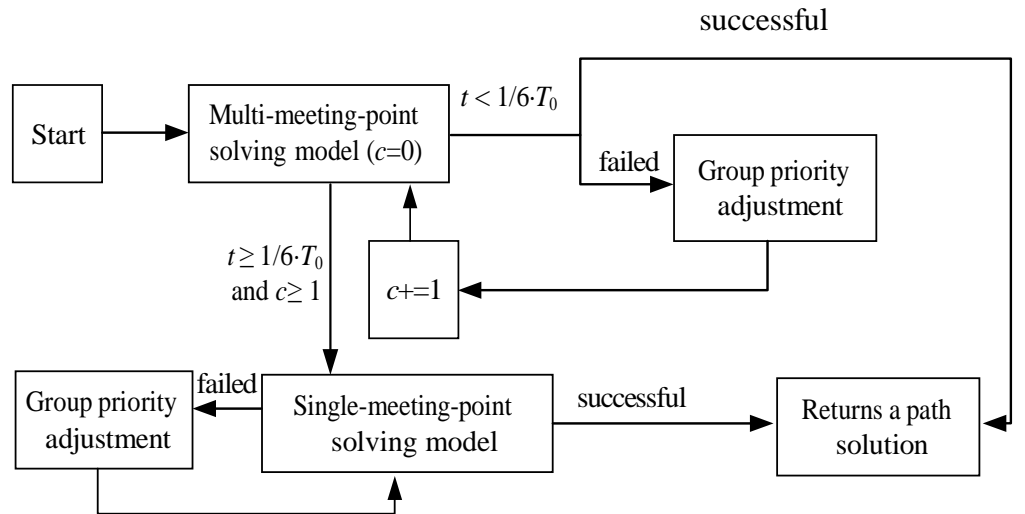 successful
Start
Multi-meeting-point
solving model (c=0)
t < 1/6·T₀
failed
Group priority
adjustment
t ≥ 1/6·T₀
and c ≥ 1
c+=1
Group priority
adjustment
failed
Single-meeting-point
solving model
successful
Returns a path
solution